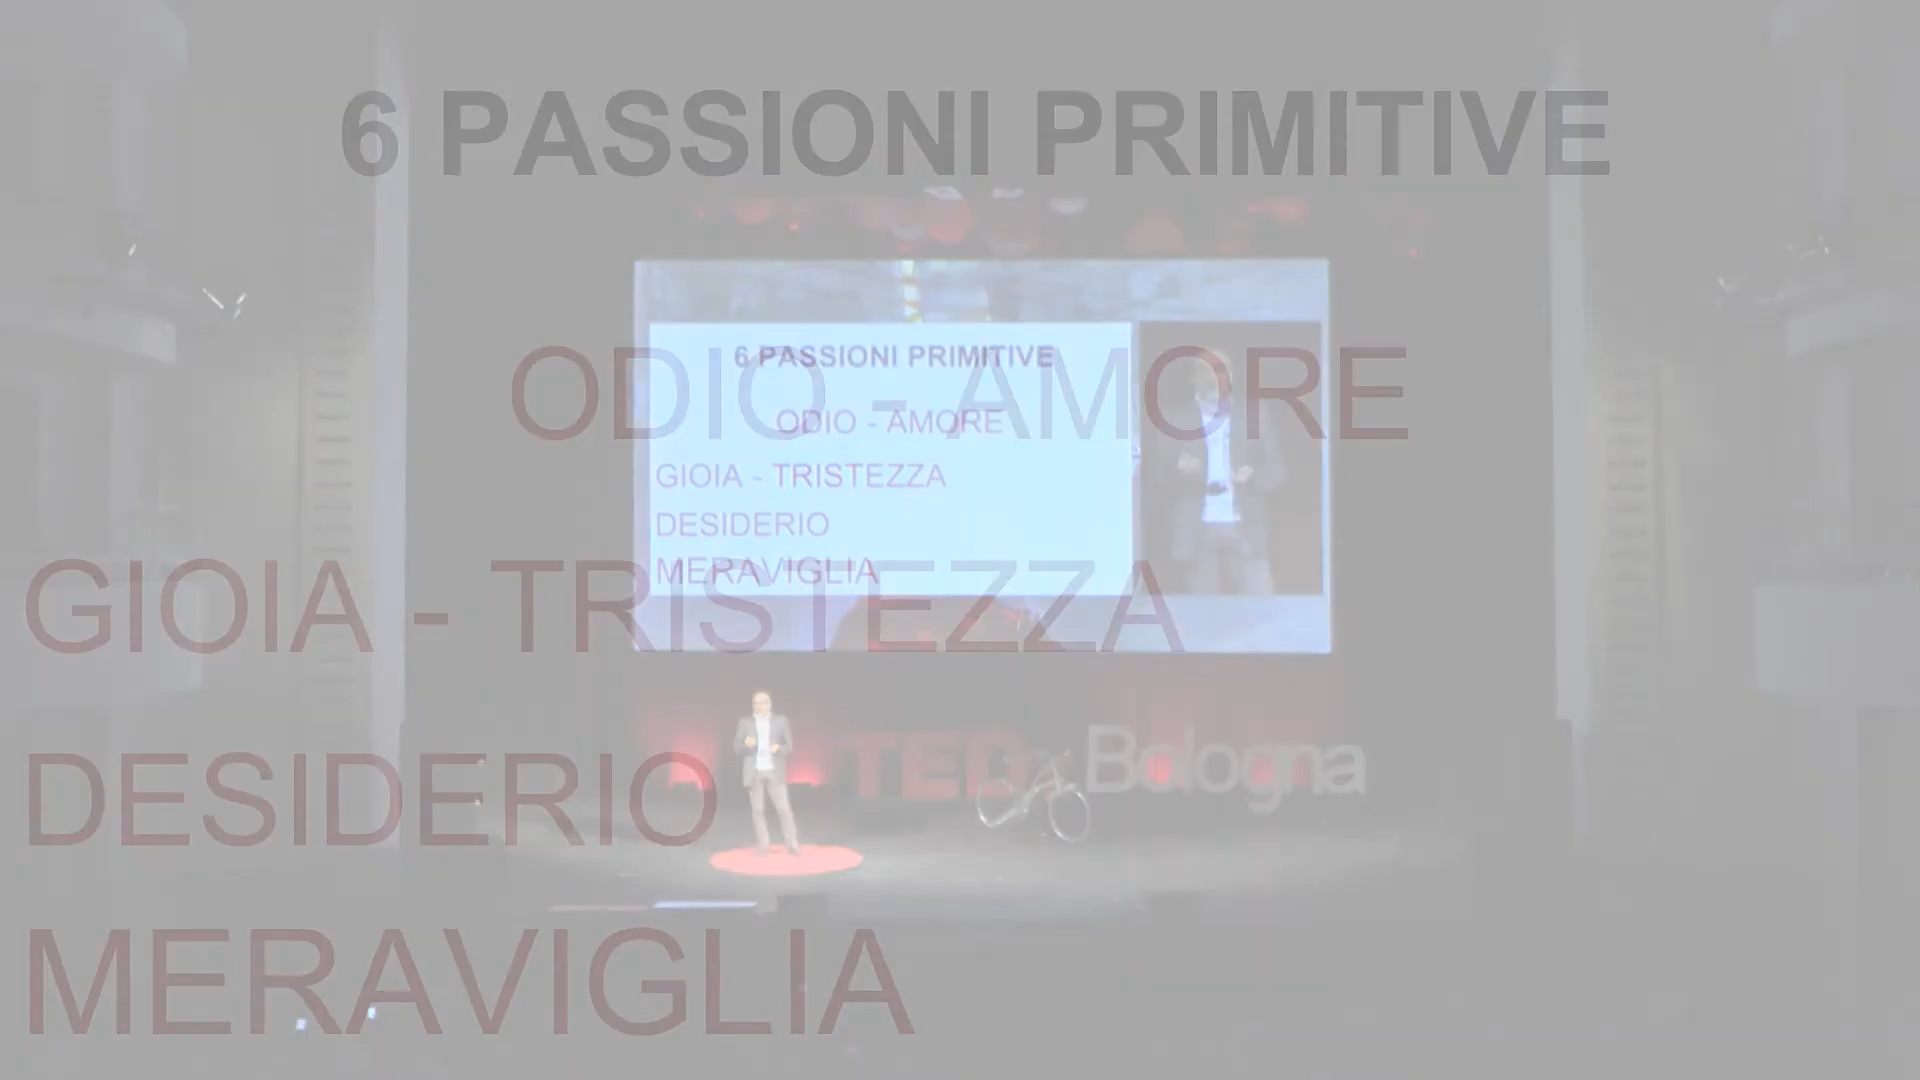 6 PASSIONI PRIMITIVE
ODIO - AMORE
GIOIA - TRISTEZZA
DESIDERIO
MERAVIGLIA
6 PASSIONI PRIMITIVE
ODIO - AMORE
GIOIA - TRISTEZZA
DESIDERIO
MERAVIGLIA
TEDx Bologna